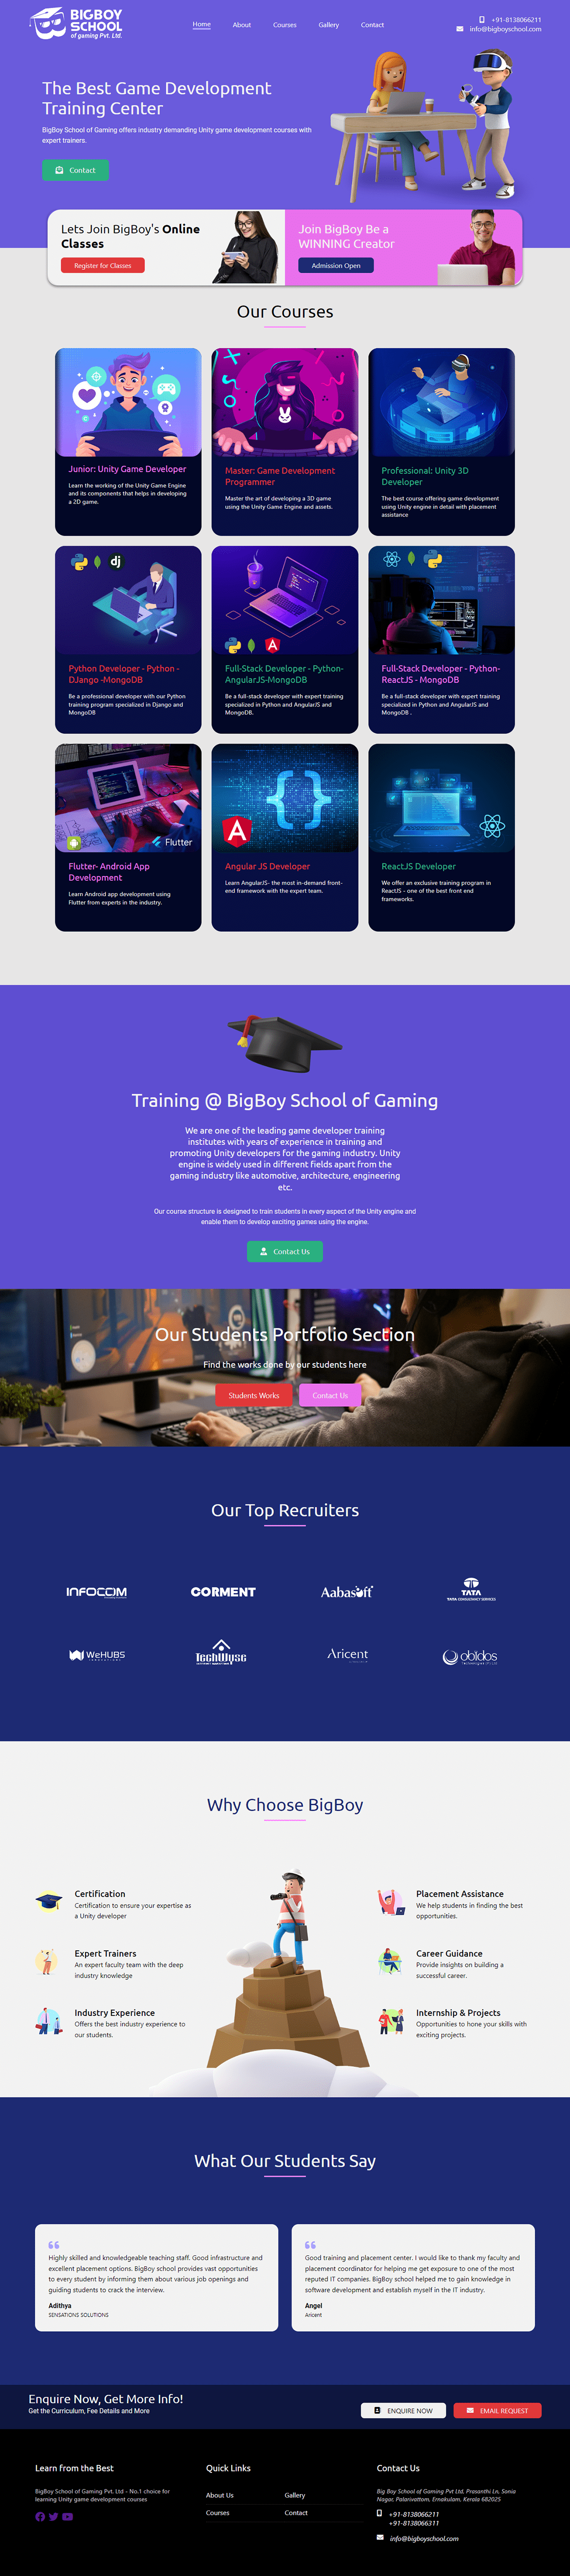 BIGBOY
SCHOOL
of gaming Pvt. Ltd.
Home
About
Courses
Gallery
Contact
+91-8138066211
info@bigboyschool.com
The Best Game Development
Training Center
BigBoy School of Gaming offers industry demanding Unity game development courses with
expert trainers.
Contact
Lets Join BigBoy's Online
Classes
Register for Classes
Join BigBoy Be a
WINNING Creator
Admission Open
Our Courses
Junior: Unity Game Developer
Learn the working of the Unity Game Engine
and its components that helps in developing
a 2D game.
Master: Game Development
Programmer
Master the art of developing a 3D game
using the Unity Game Engine and assets.
Professional: Unity 3D
Developer
The best course offering game development
using Unity engine in detail with placement
assistance
dj
Python Developer - Python -
DJango -MongoDB
Be a professional developer with our Python
training program specialized in Django and
MongoDB
Full-Stack Developer - Python-
AngularJS-MongoDB
Be a full-stack developer with expert training
specialized in Python and AngularJS and
MongoDB.
Full-Stack Developer - Python-
ReactJS - MongoDB
Be a full-stack developer with expert training
specialized in Python and AngularJS and
MongoDB .
Flutter
Flutter- Android App
Development
Learn Android app development using
Flutter from experts in the industry.
Angular JS Developer
Learn AngularJS- the most in-demand front-
end framework with the expert team.
ReactJS Developer
We offer an exclusive training program in
ReactJS - one of the best front end
frameworks.
Training @ BigBoy School of Gaming
We are one of the leading game developer training
institutes with years of experience in training and
promoting Unity developers for the gaming industry. Unity
engine is widely used in different fields apart from the
gaming industry like automotive, architecture, engineering
etc.
Our course structure is designed to train students in every aspect of the Unity engine and
enable them to develop exciting games using the engine.
Contact Us
Our Students Portfolio Section
Find the works done by our students here
Students Works
Contact Us
Our Top Recruiters
INFOCOM
CORMENT
Aabasoft
TATA
TATA CONSULTANCY SERVICES
WeHUBS
INNOVATIONS
TechWyse
Aricent
obidos
Why Choose BigBoy
Certification
Certification to ensure your expertise as
a Unity developer
Expert Trainers
An expert faculty team with the deep
industry knowledge
Industry Experience
Offers the best industry experience to
our students.
Placement Assistance
We help students in finding the best
opportunities.
Career Guidance
Provide insights on building a
successful career.
Internship & Projects
Opportunities to hone your skills with
exciting projects.
What Our Students Say
Highly skilled and knowledgeable teaching staff. Good infrastructure and
excellent placement options. BigBoy school provides vast opportunities
to every student by informing them about various job openings and
guiding students to crack the interview.
Adithya
SENSATIONS SOLUTIONS
Good training and placement center. I would like to thank my faculty and
placement coordinator for helping me get exposure to one of the most
reputed IT companies. BigBoy school helped me to gain knowledge in
software development and establish myself in the IT industry.
Angel
Aricent
Enquire Now, Get More Info!
Get the Curriculum, Fee Details and More
ENQUIRE NOW
EMAIL REQUEST
Learn from the Best
BigBoy School of Gaming Pvt. Ltd - No.1 choice for
learning Unity game development courses
Quick Links
About Us
Gallery
Courses
Contact
Contact Us
Big Boy School of Gaming Pvt Ltd, Prasanthi Ln, Sonia
Nagar, Palarivattom, Ernakulam, Kerala 682025
+91-8138066211
+91-8138066311
info@bigboyschool.com